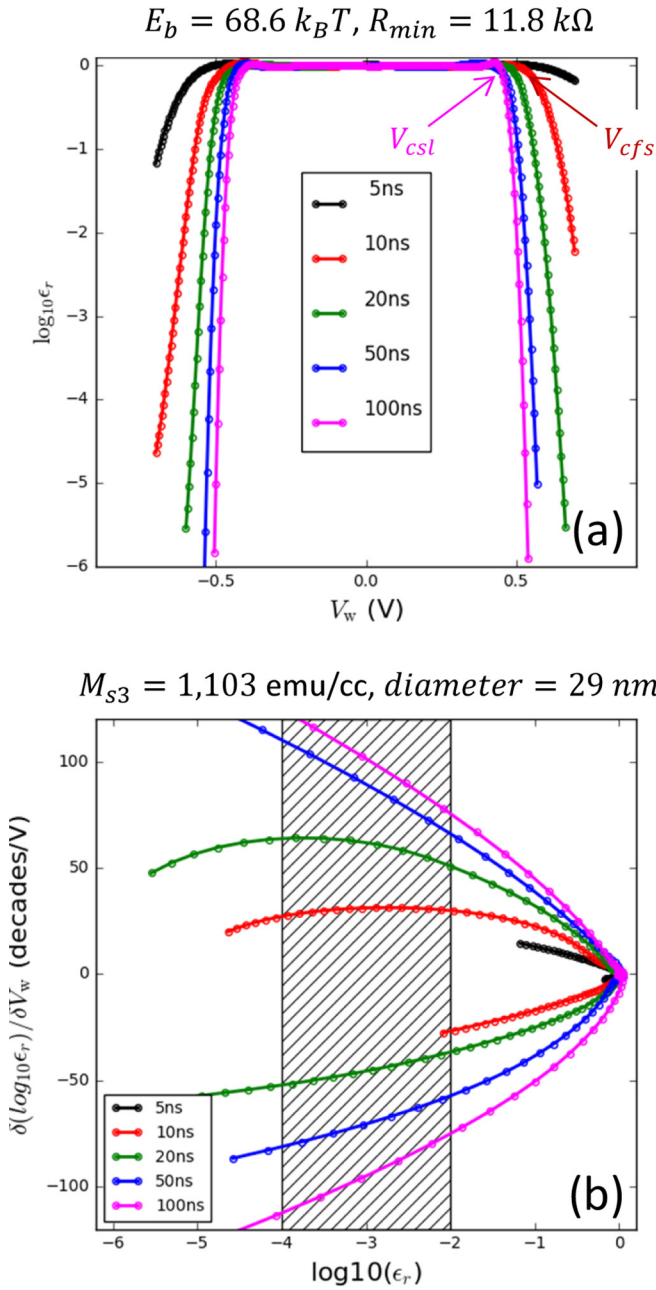 E_b = 68.6 k_BT, R_min = 11.8 kΩ
0
−1
−2
−3
−4
−5
−6
log₁₀ϵ_r
V_csl
V_cfs
5ns
10ns
20ns
50ns
100ns
(a)
−0.5
0.0
0.5
V_w (V)
M_s3 = 1,103 emu/cc, diameter = 29 nm
100
50
0
−50
−100
δ(log₁₀ϵ_r)/δV_w (decades/V)
5ns
10ns
20ns
50ns
100ns
(b)
−6
−5
−4
−3
−2
−1
0
log10(ϵ_r)